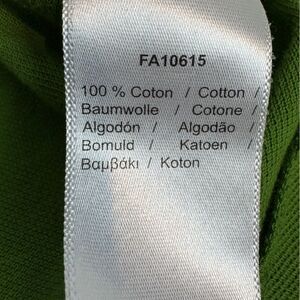 FA10615
100 % Coton / Cotton /
Baumwolle / Cotone /
Algodón / Algodão /
Bomuld / Katoen /
Βαμβάκι / Koton